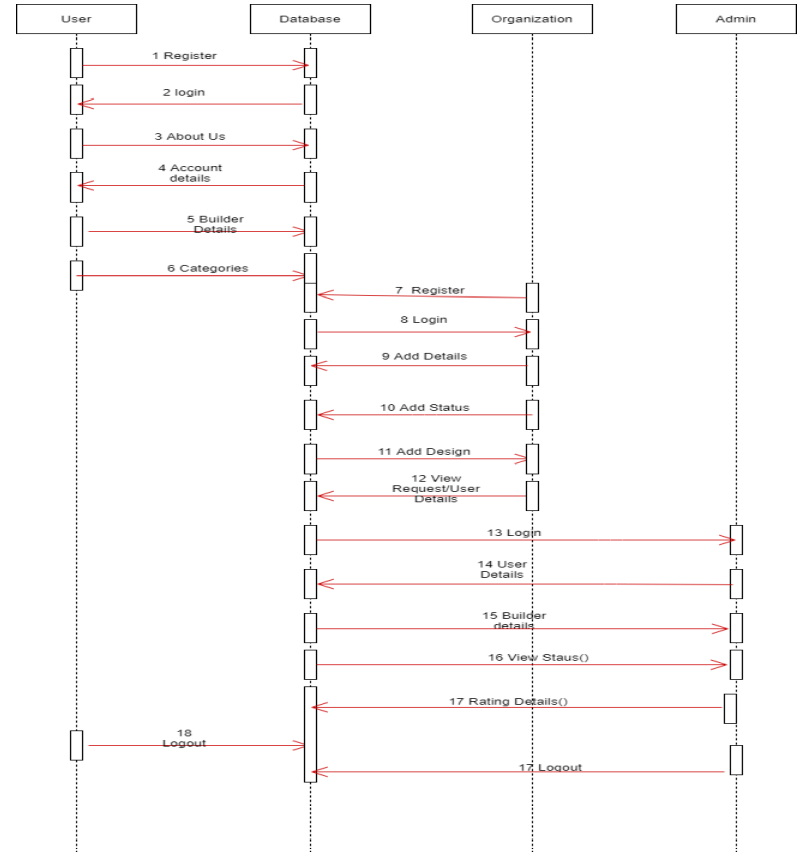 User
Database
Organization
Admin
1 Register
2 login
3 About Us
4 Account
details
5 Builder
Details
6 Categories
7 Register
8 Login
9 Add Details
10 Add Status
11 Add Design
12 View
Request/User
Details
13 Login
14 User
Details
15 Builder
details
16 View Staus()
17 Rating Details()
18
Logout
17 Logout